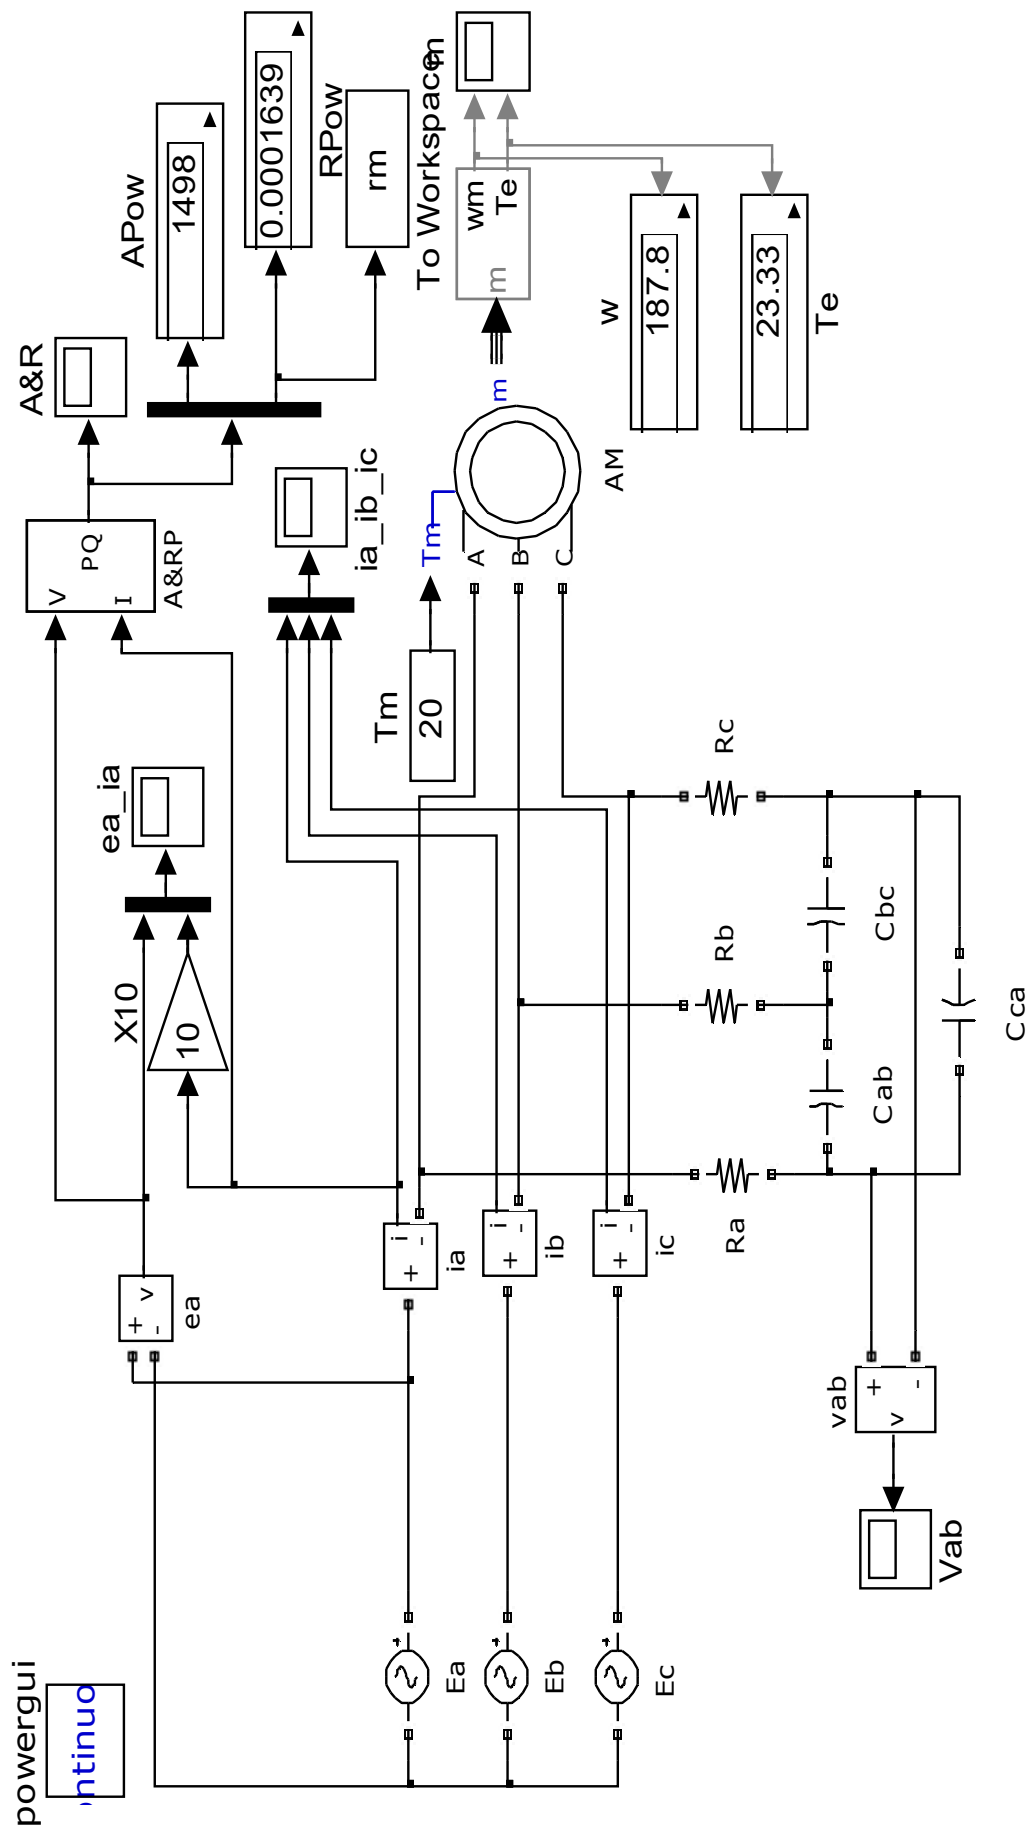 powergui
ontinuo
Ea
Eb
Ec
+
-
v
ea
X10
10
ea_ia
V
I
PQ
A&RP
A&R
APow
1498
0.0001639
RPow
rm
To Workspace
m
wm
Te
m
ia_ib_ic
Tm
20
Tm
m
A
B
C
AM
w
187.8
23.33
Te
+
i
-
ia
+
i
-
ib
+
i
-
ic
Ra
Rb
Rc
Cab
Cbc
Cca
vab
+
-
v
Vab